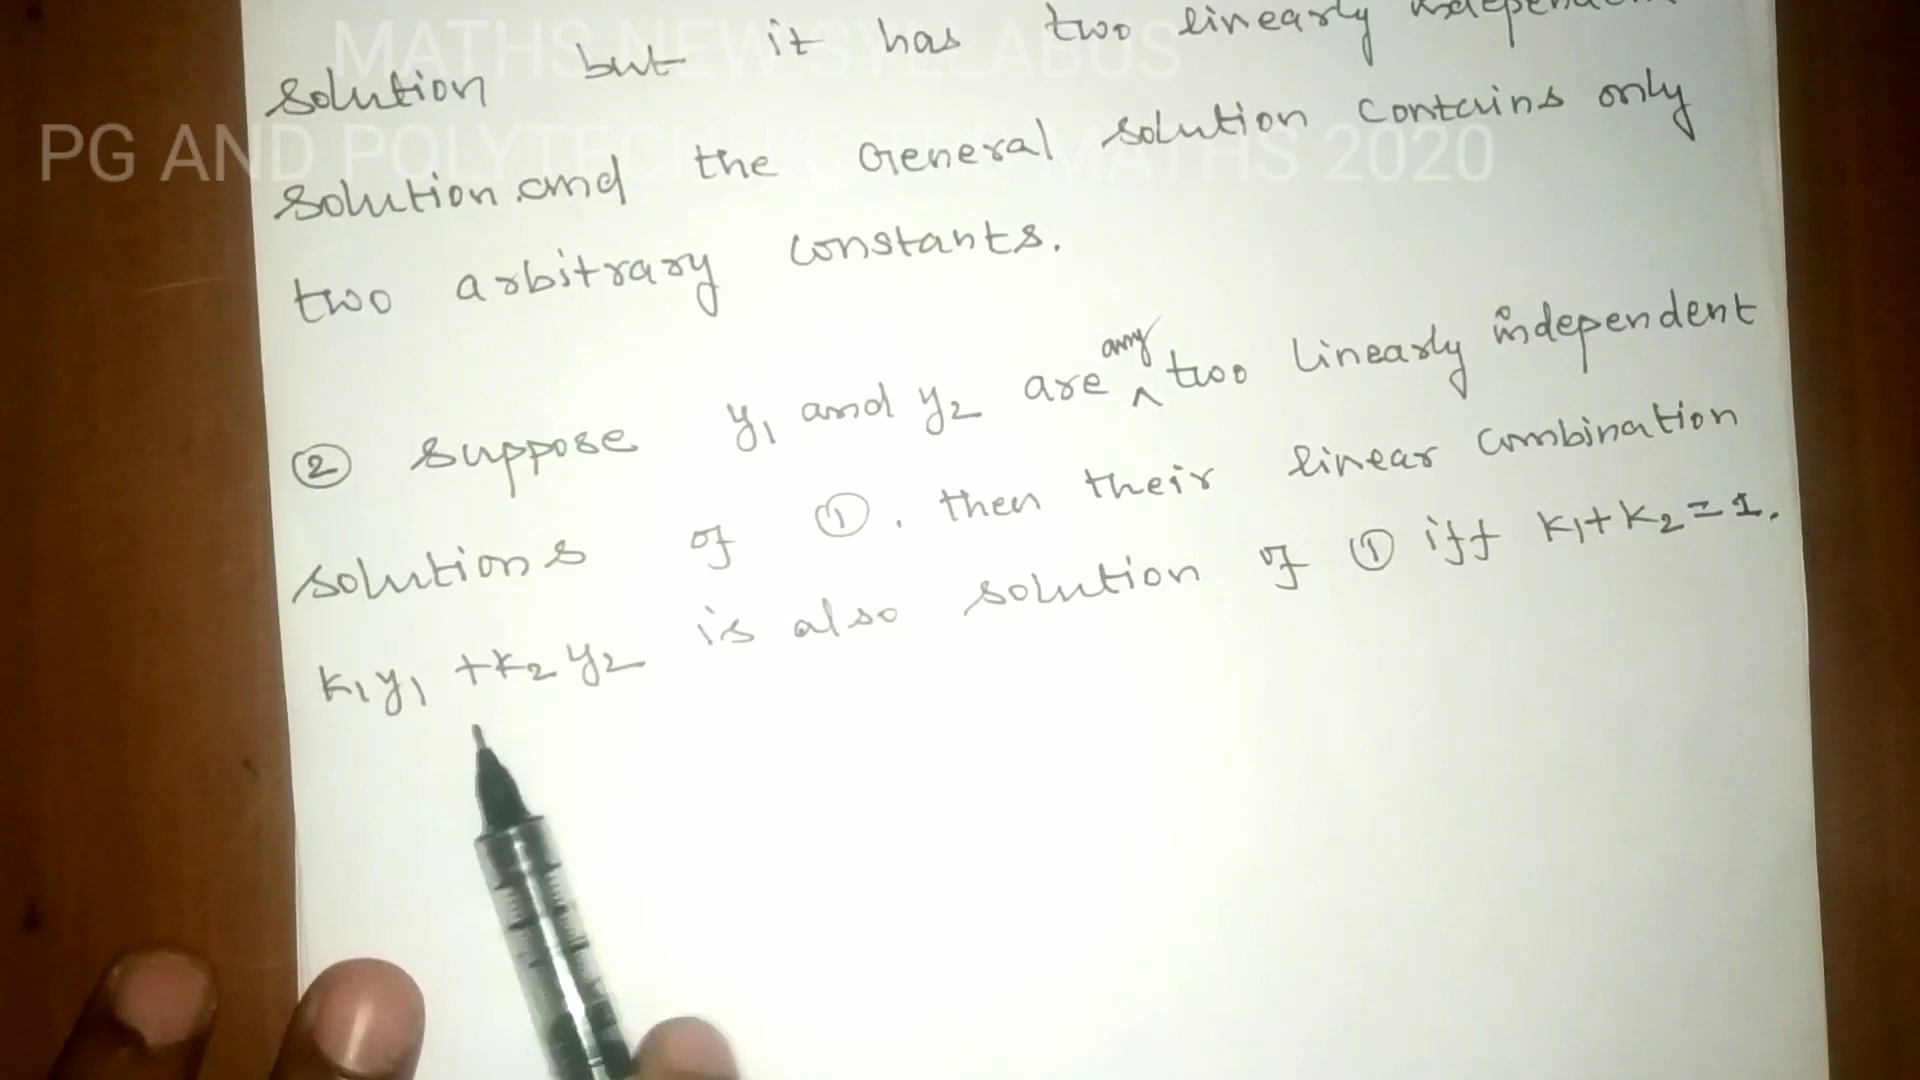 MATHS NEW SYLLABUS
solution but it has two linearly independent
PG AND POLYTECHNIC TRB MATHS 2020
solution and the General solution contains only
two arbitrary constants.
② Suppose y₁ and y₂ are any two linearly independent
solutions of ①, then their linear combination
k₁y₁ + k₂y₂ is also solution of ① iff k₁+k₂=1.